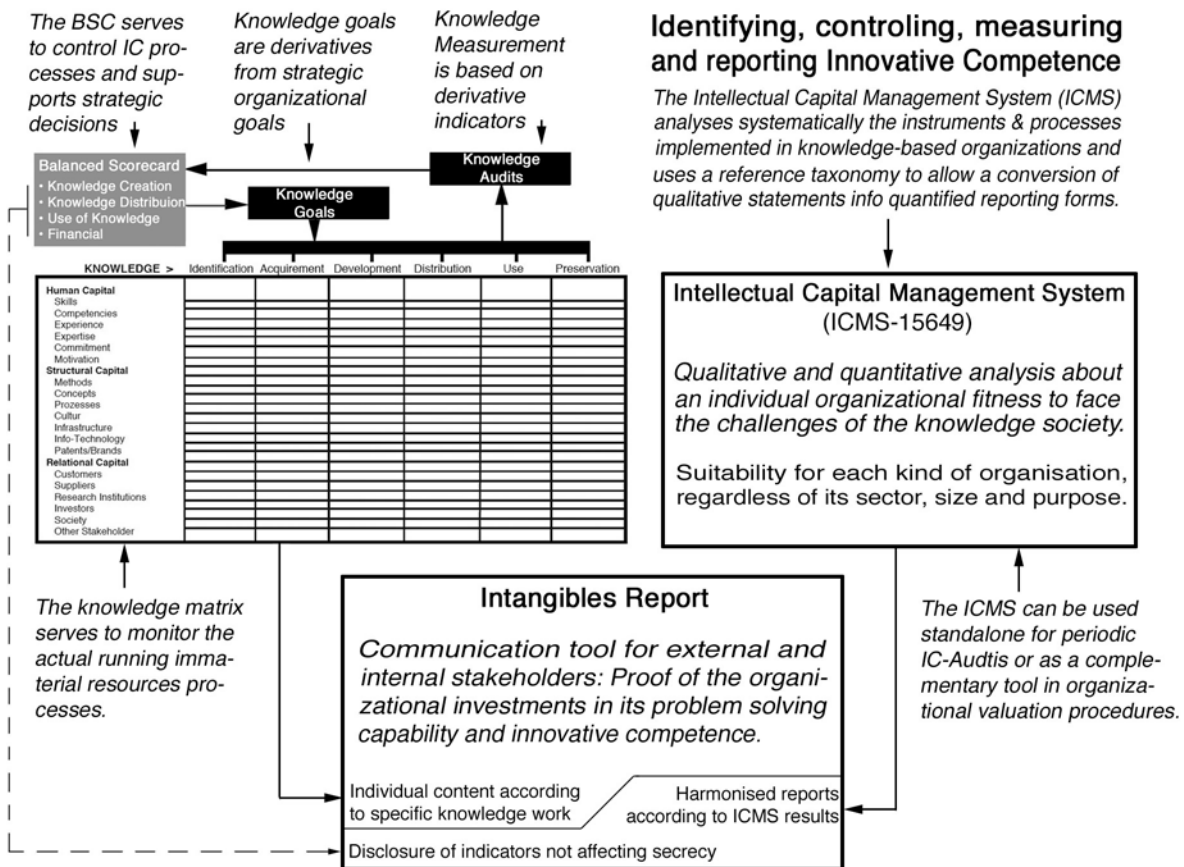 The BSC serves
to control IC pro-
cesses and sup-
ports strategic
decisions
Knowledge goals
are derivatives
from strategic
organizational
goals
Knowledge
Measurement
is based on
derivative
indicators
Identifying, controling, measuring
and reporting Innovative Competence
The Intellectual Capital Management System (ICMS)
analyses systematically the instruments & processes
implemented in knowledge-based organizations and
uses a reference taxonomy to allow a conversion of
qualitative statements info quantified reporting forms.
Balanced Scorecard
• Knowledge Creation
• Knowledge Distribuion
• Use of Knowledge
• Financial
Knowledge
Goals
Knowledge
Audits
KNOWLEDGE > Identification Acquirement Development Distribution Use Preservation
Human Capital
Skills
Competencies
Experience
Expertise
Commitment
Motivation
Structural Capital
Methods
Concepts
Prozesses
Cultur
Infrastructure
Info-Technology
Patents/Brands
Relational Capital
Customers
Suppliers
Research Institutions
Investors
Society
Other Stakeholder
Intellectual Capital Management System
(ICMS-15649)
Qualitative and quantitative analysis about
an individual organizational fitness to face
the challenges of the knowledge society.
Suitability for each kind of organisation,
regardless of its sector, size and purpose.
The knowledge matrix
serves to monitor the
actual running imma-
terial resources pro-
cesses.
Intangibles Report
Communication tool for external and
internal stakeholders: Proof of the organi-
zational investments in its problem solving
capability and innovative competence.
Individual content according
to specific knowledge work
Harmonised reports
according to ICMS results
Disclosure of indicators not affecting secrecy
The ICMS can be used
standalone for periodic
IC-Audtis or as a comple-
mentary tool in organiza-
tional valuation procedures.